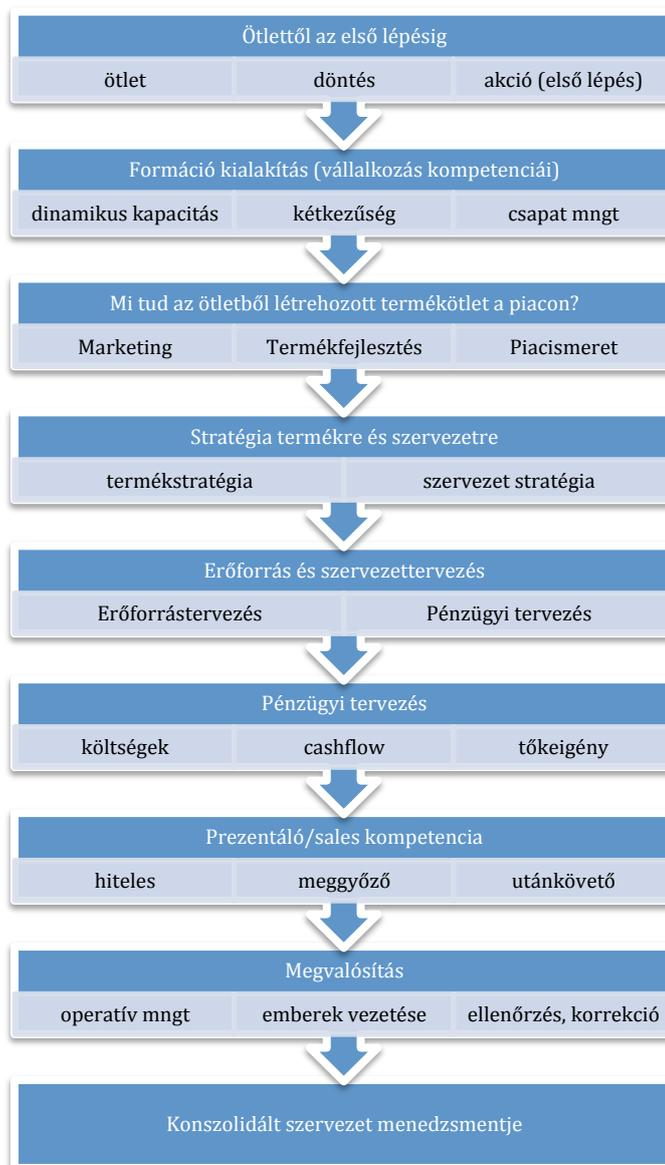 Ötlettől az első lépésig
ötlet döntés akció (első lépés)
Formáció kialakítás (vállalkozás kompetenciái)
dinamikus kapacitás kétkezűség csapat mngt
Mi tud az ötletből létrehozott termékötlet a piacon?
Marketing Termékfejlesztés Piacismeret
Stratégia termékre és szervezetre
termékstratégia szervezet stratégia
Erőforrás és szervezettervezés
Erőforrástervezés Pénzügyi tervezés
Pénzügyi tervezés
költségek cashflow tőkeigény
Prezentáló/sales kompetencia
hiteles meggyőző utánkövető
Megvalósítás
operatív mngt emberek vezetése ellenőrzés, korrekció
Konszolidált szervezet menedzsmentje